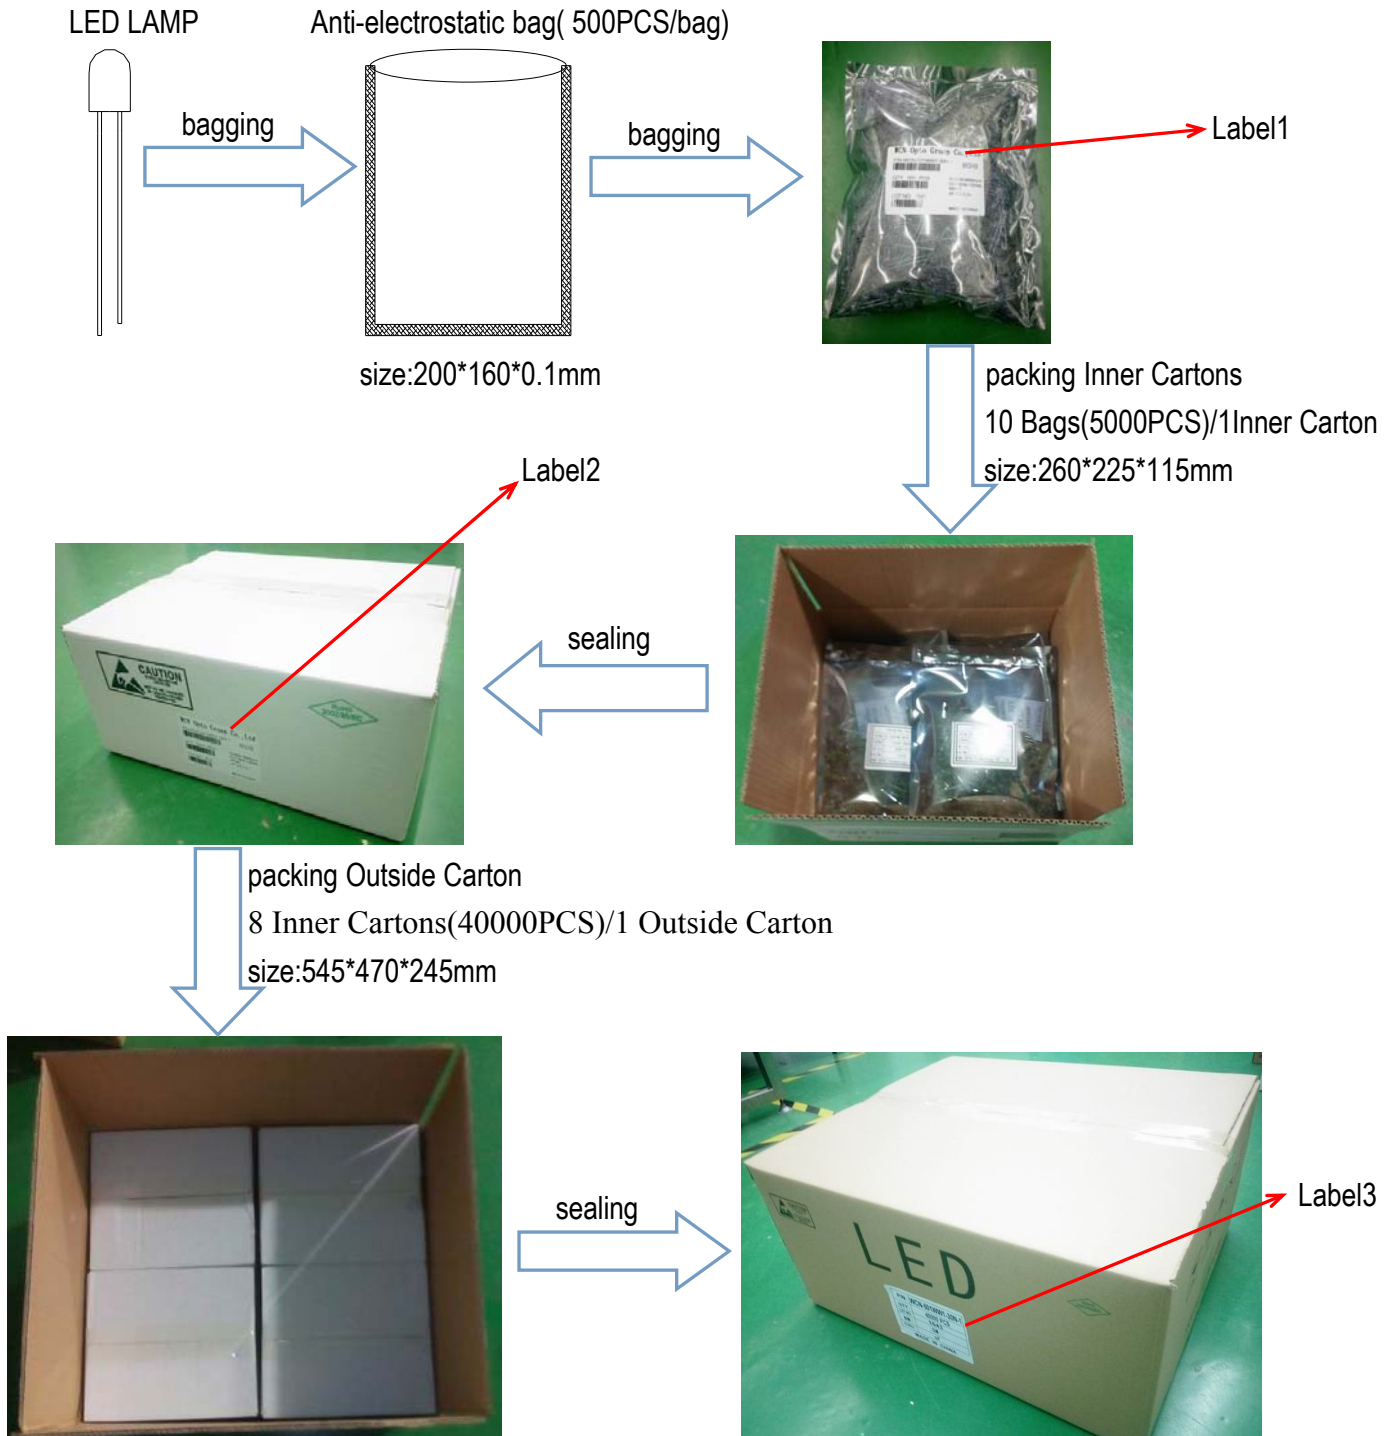 LED LAMP
Anti-electrostatic bag( 500PCS/bag)
bagging
bagging
Label1
size:200*160*0.1mm
packing Inner Cartons
10 Bags(5000PCS)/1Inner Carton
size:260*225*115mm
Label2
sealing
CAUTION
packing Outside Carton
8 Inner Cartons(40000PCS)/1 Outside Carton
size:545*470*245mm
sealing
Label3
LED